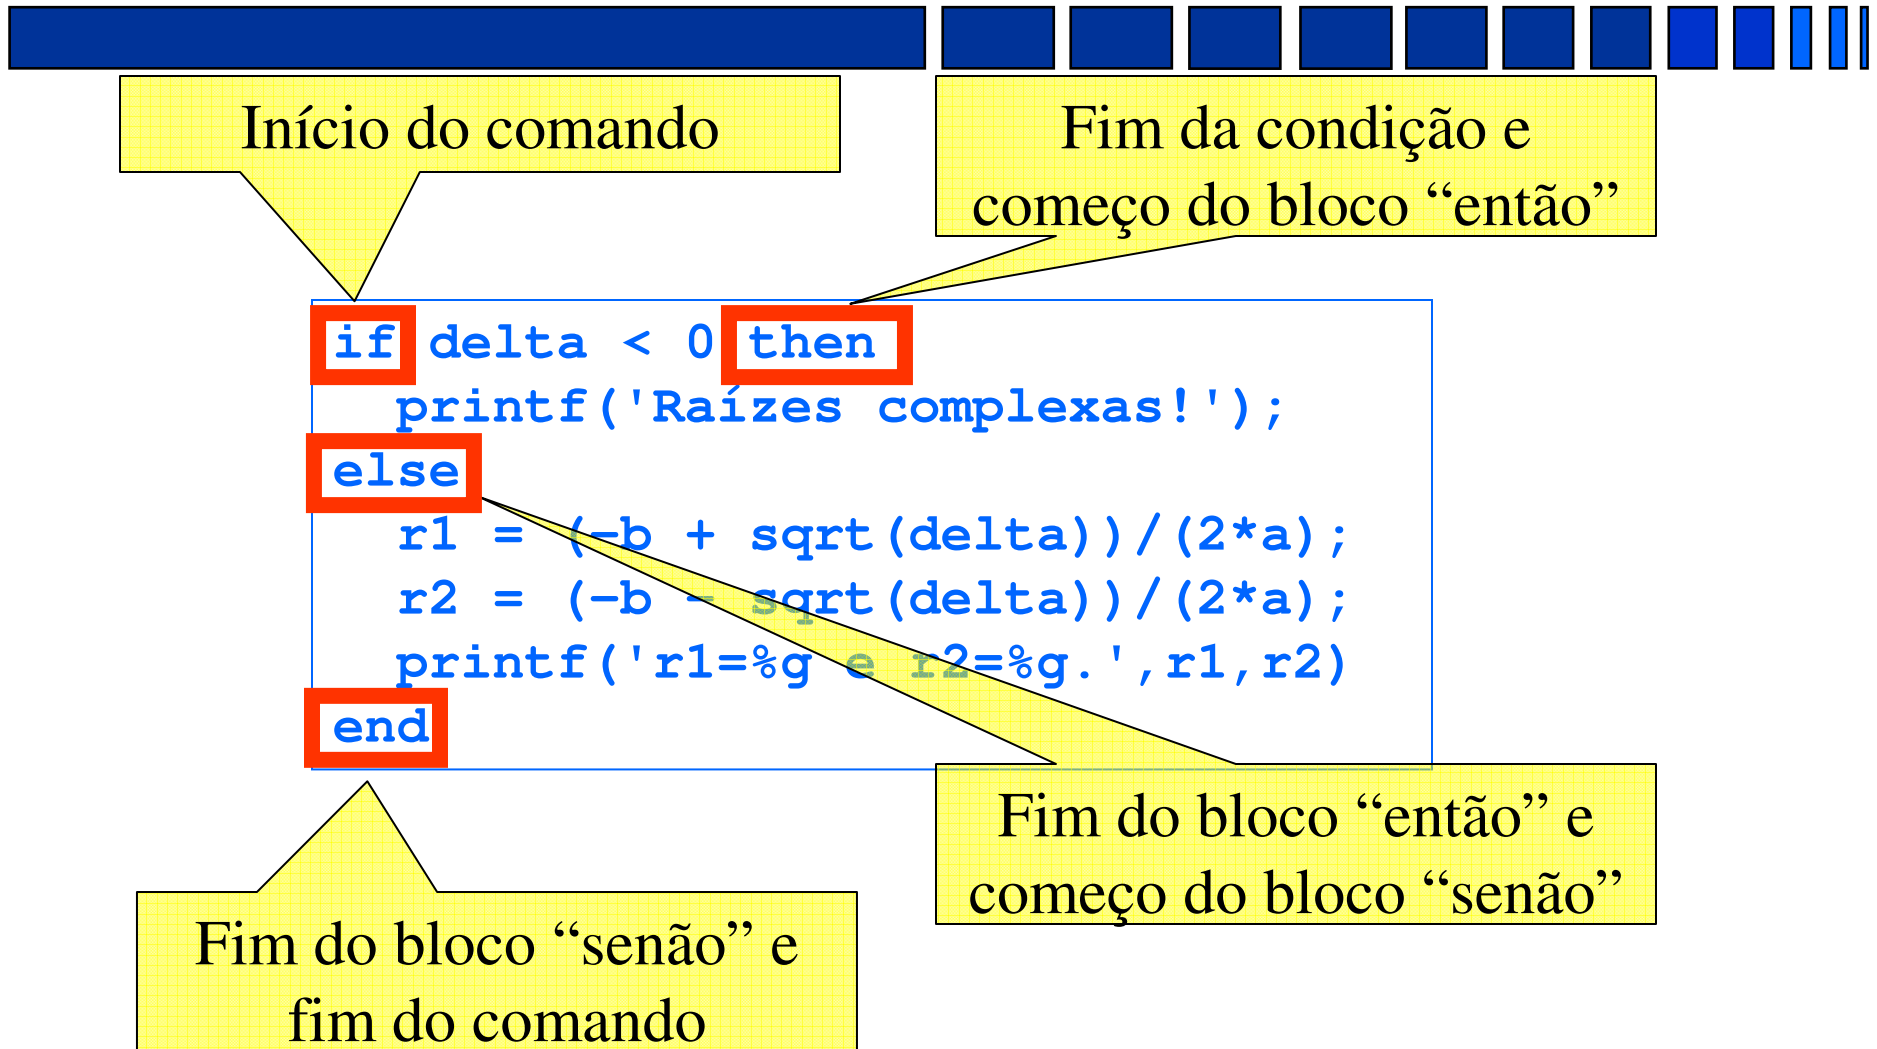 Início do comando
Fim da condição e
começo do bloco “então”
if delta < 0 then
printf('Raízes complexas!');
else
r1 = (-b + sqrt(delta))/(2*a);
r2 = (-b - sqrt(delta))/(2*a);
printf('r1=%g e r2=%g.',r1,r2)
end
Fim do bloco “então” e
começo do bloco “senão”
Fim do bloco “senão” e
fim do comando